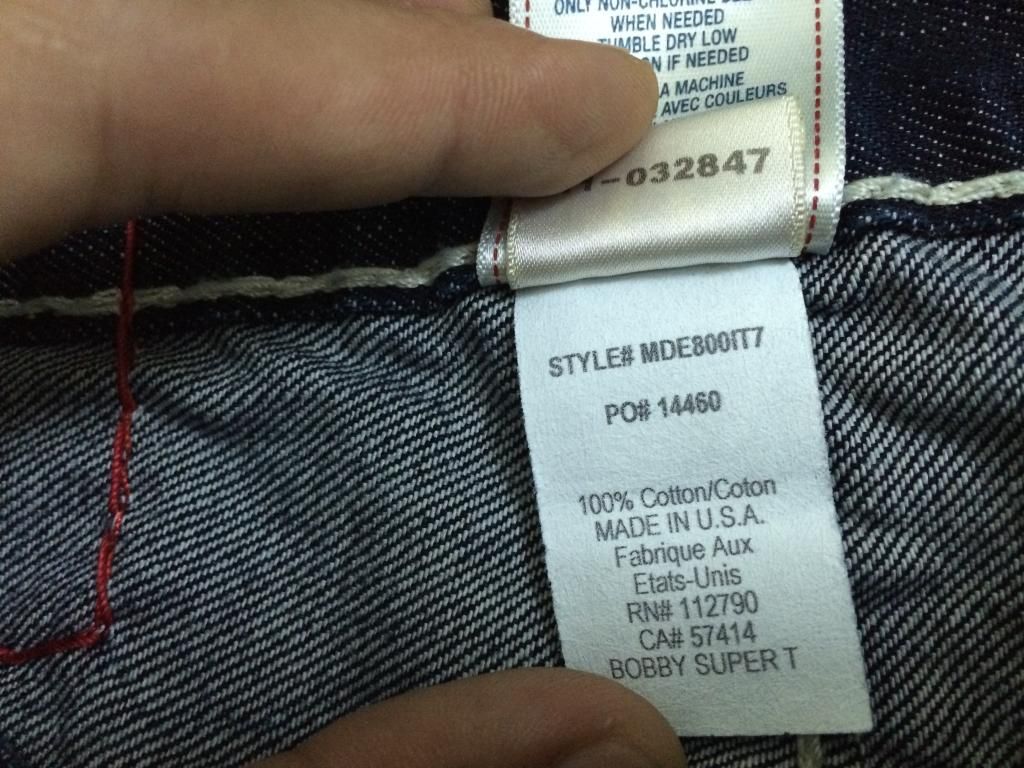 ONLY NON-CHLORINE
WHEN NEEDED
TUMBLE DRY LOW
IF NEEDED
A MACHINE
AVEC COULEURS
-032847
STYLE# MDE800IT7
PO# 14460
100% Cotton/Coton
MADE IN U.S.A.
Fabrique Aux
Etats-Unis
RN# 112790
CA# 57414
BOBBY SUPER T